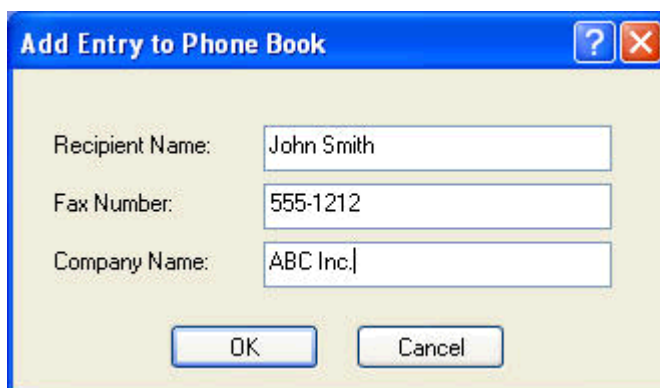 Add Entry to Phone Book ?
Recipient Name: John Smith
Fax Number: 555-1212
Company Name: ABC Inc.
OK Cancel